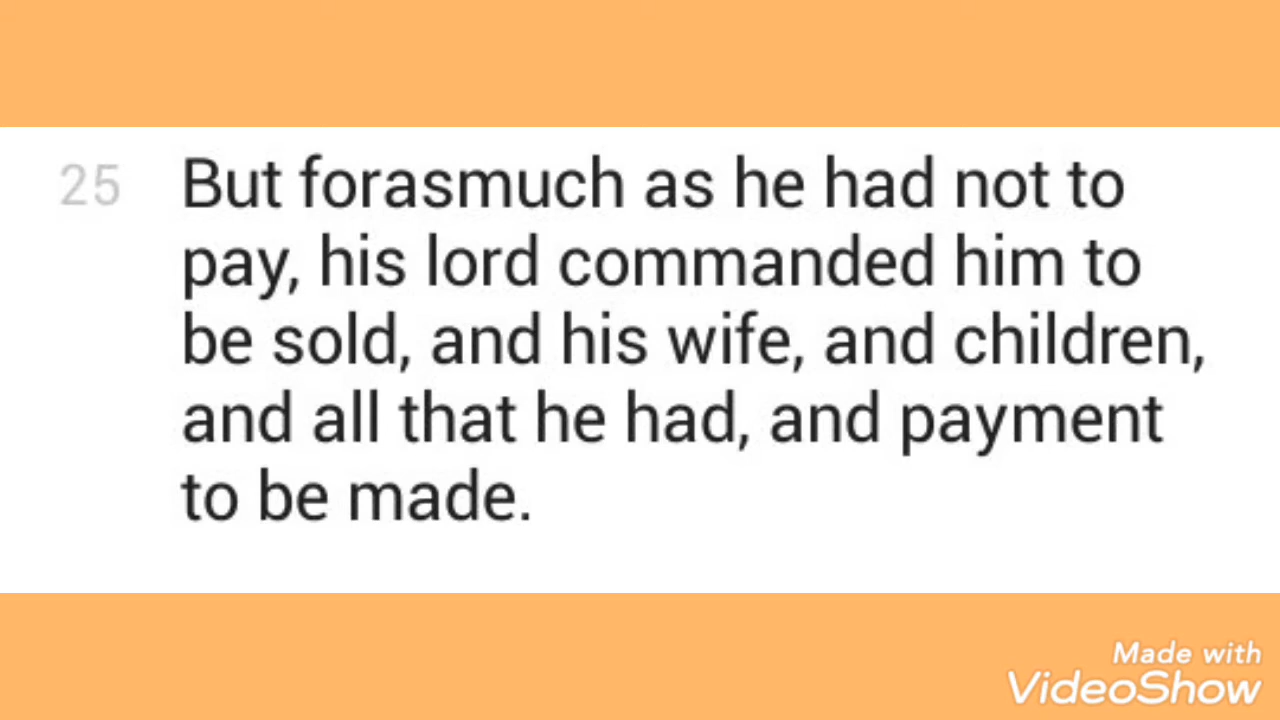 25 But forasmuch as he had not to
pay, his lord commanded him to
be sold, and his wife, and children,
and all that he had, and payment
to be made.
Made with
VideoShow